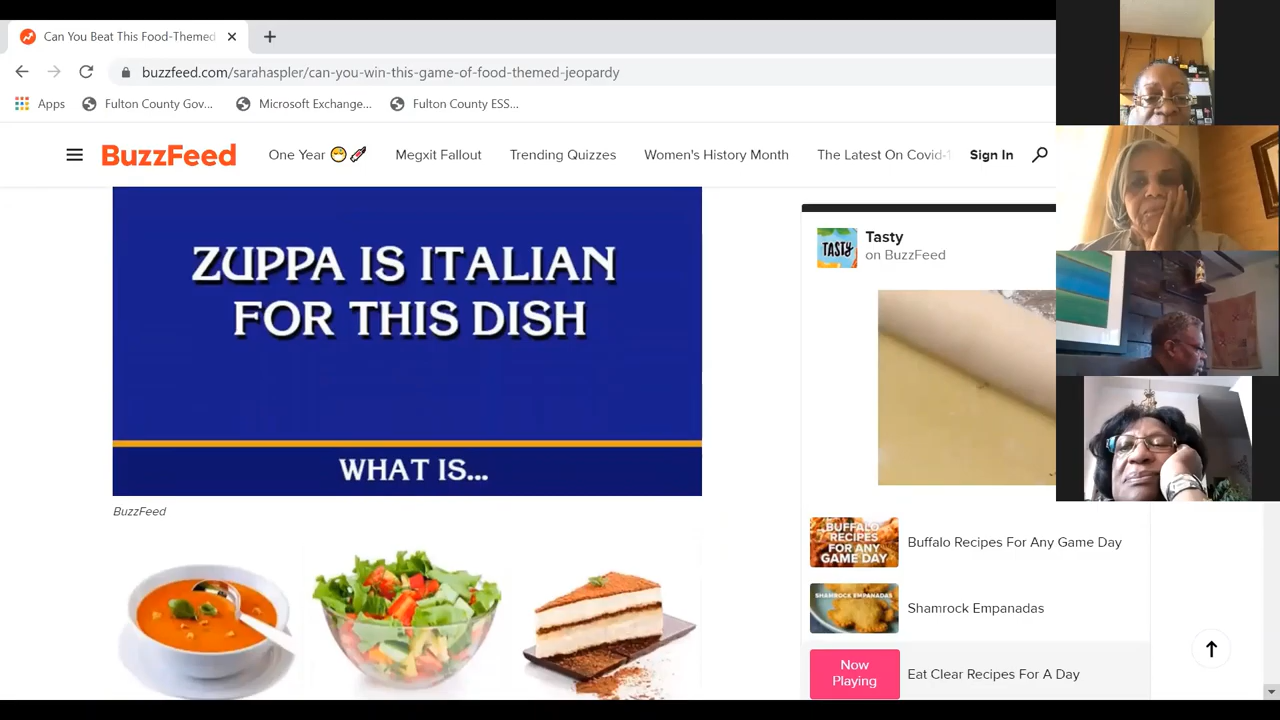 Can You Beat This Food-Themed
buzzfeed.com/sarahaspler/can-you-win-this-game-of-food-themed-jeopardy
Apps
Fulton County Gov...
Microsoft Exchange...
Fulton County ESS...
BuzzFeed
One Year
Megxit Fallout
Trending Quizzes
Women's History Month
The Latest On Covid-1
Sign In
ZUPPA IS ITALIAN
FOR THIS DISH
WHAT IS...
BuzzFeed
TASTY
Tasty
on BuzzFeed
BUFFALO
RECIPES
FOR ANY
GAME DAY
Buffalo Recipes For Any Game Day
SHAMROCK EMPANADAS
Shamrock Empanadas
Now
Playing
Eat Clear Recipes For A Day